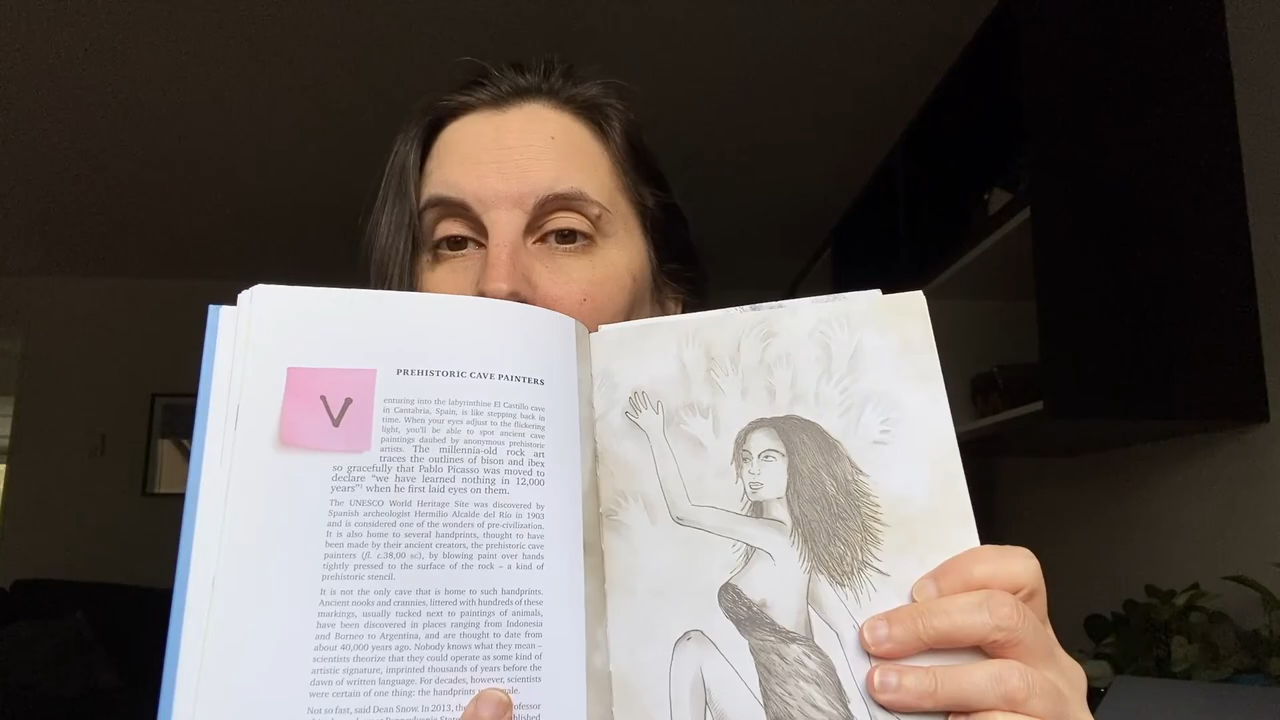 PREHISTORIC CAVE PAINTERS
V
enturing into the labyrinthine El Castillo cave
in Cantabria, Spain, is like stepping back in
time. When your eyes adjust to the flickering
light, you'll be able to spot ancient cave
paintings daubed by anonymous prehistoric
artists. The millennia-old rock art
traces the outlines of bison and ibex
so gracefully that Pablo Picasso was moved to
declare "we have learned nothing in 12,000
years"¹ when he first laid eyes on them.
The UNESCO World Heritage Site was discovered by
Spanish archeologist Hermilio Alcalde del Río in 1903
and is considered one of the wonders of pre-civilization.
It is also home to several handprints, thought to have
been made by their ancient creators, the prehistoric cave
painters (fl. c.38,00 BC), by blowing paint over hands
tightly pressed to the surface of the rock – a kind of
prehistoric stencil.
It is not the only cave that is home to such handprints.
Ancient nooks and crannies, littered with hundreds of these
markings, usually tucked next to paintings of animals,
have been discovered in places ranging from Indonesia
and Borneo to Argentina, and are thought to date from
about 40,000 years ago. Nobody knows what they mean –
scientists theorize that they could operate as some kind of
artistic signature, imprinted thousands of years before the
dawn of written language. For decades, however, scientists
were certain of one thing: the handprints
Not so fast, said Dean Snow. In 2013, the